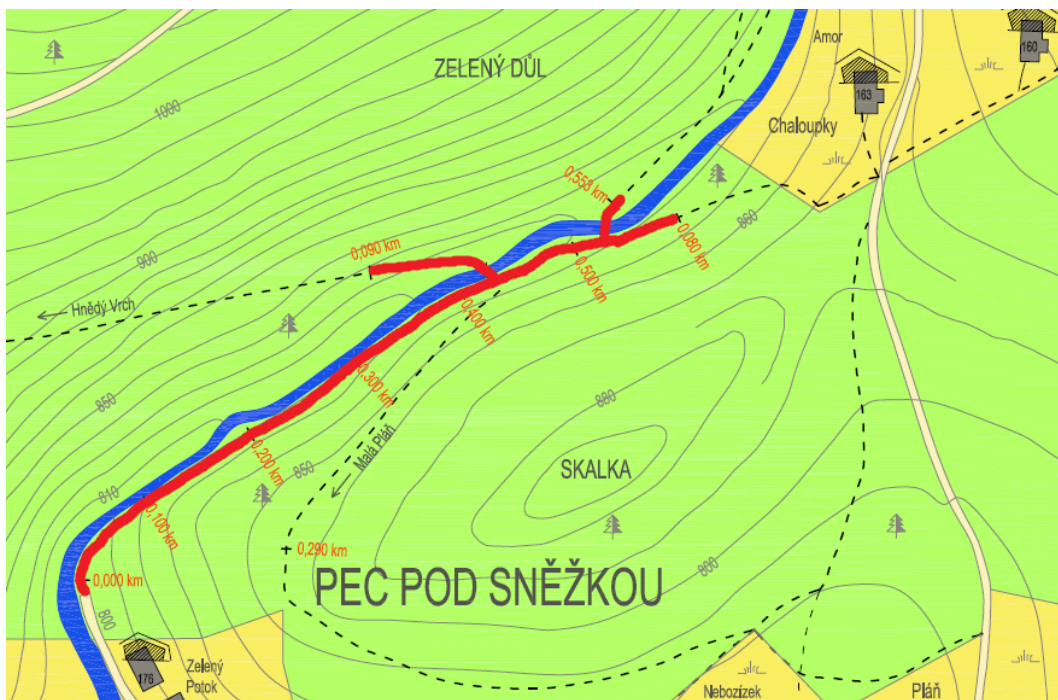 Amor
160
ZELENÝ DŮL
163
1000
Chaloupky
0,558 km
860
0,080 km
900
0,090 km
0,500 km
Hnědý Vrch
0,400 km
0,300 km
850
880
0,200 km
850
Malá Pláň
SKALKA
810
0,100 km
0,290 km
800
0,000 km
PEC POD SNĚŽKOU
800
Zelený
Potok
176
Nebozízek
Pláň